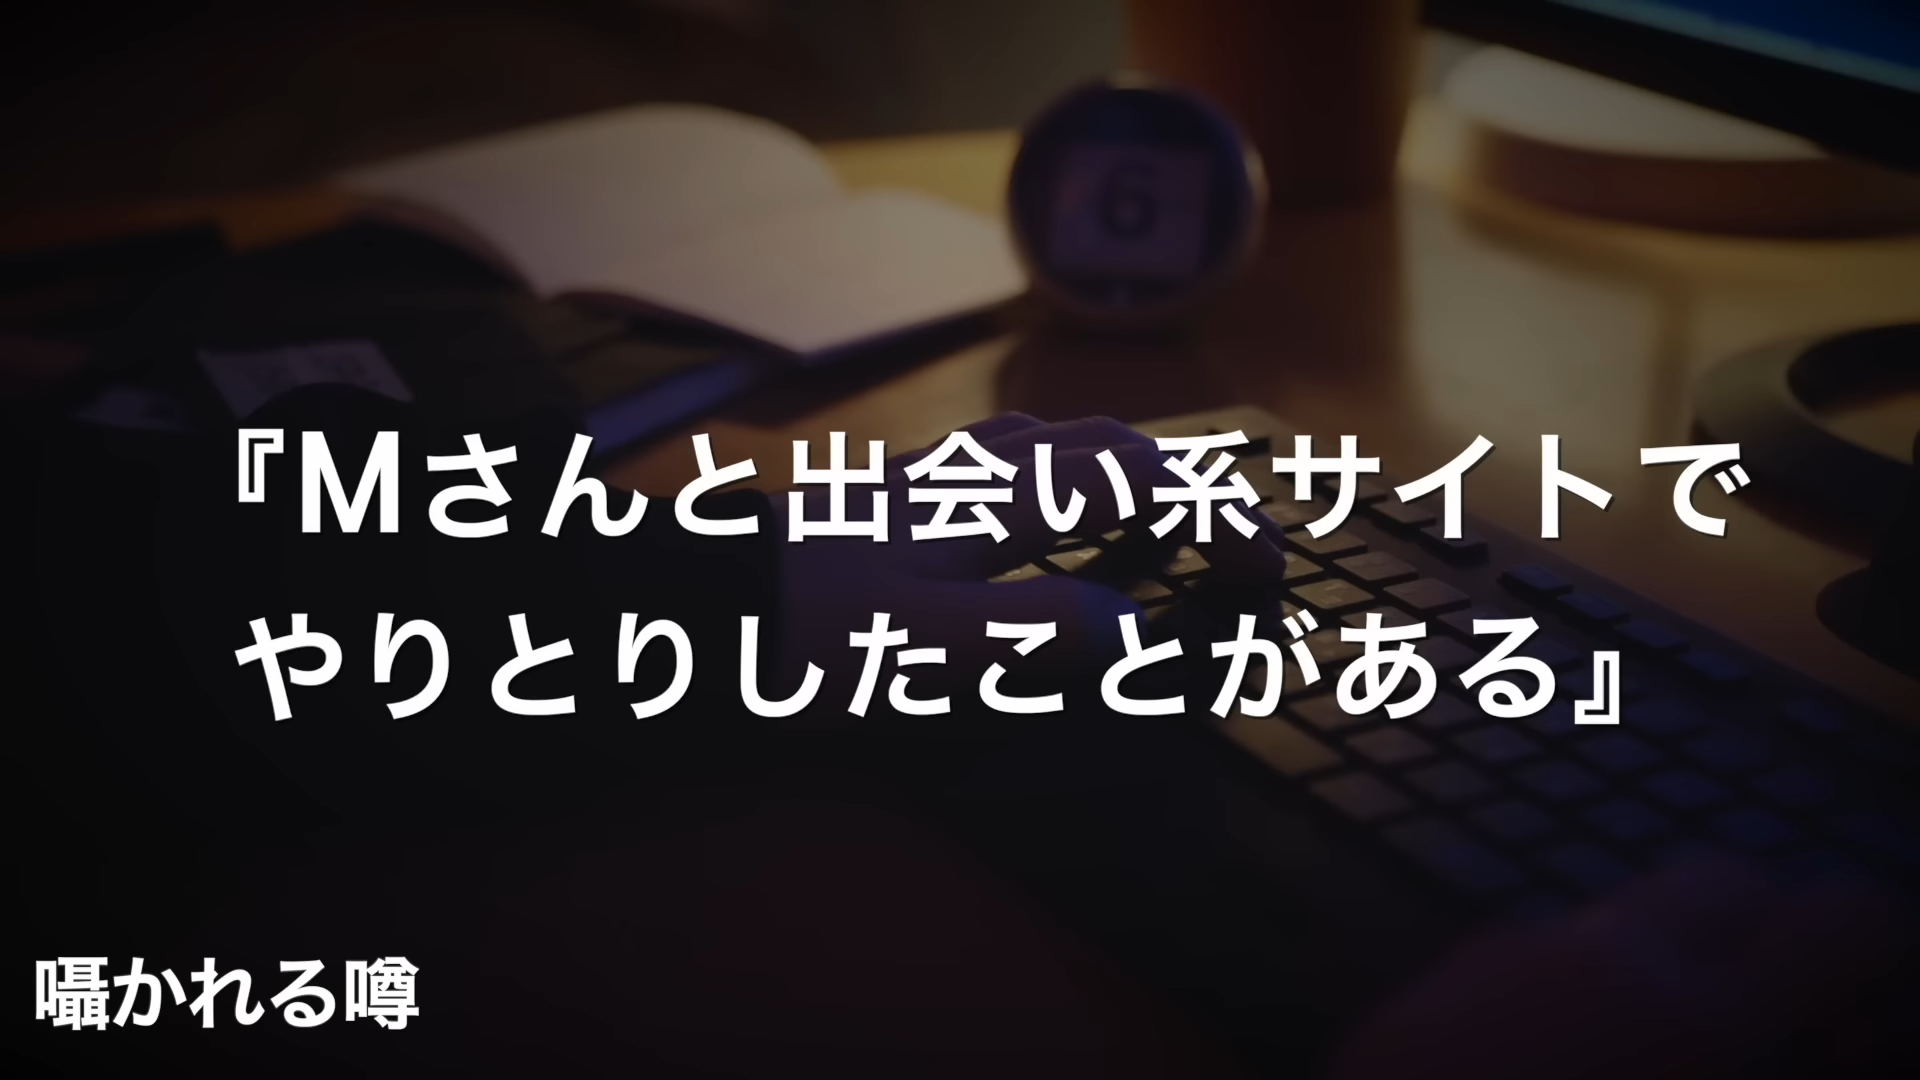 『Mさんと出会い系サイトで
やりとりしたことがある』
囁かれる噂